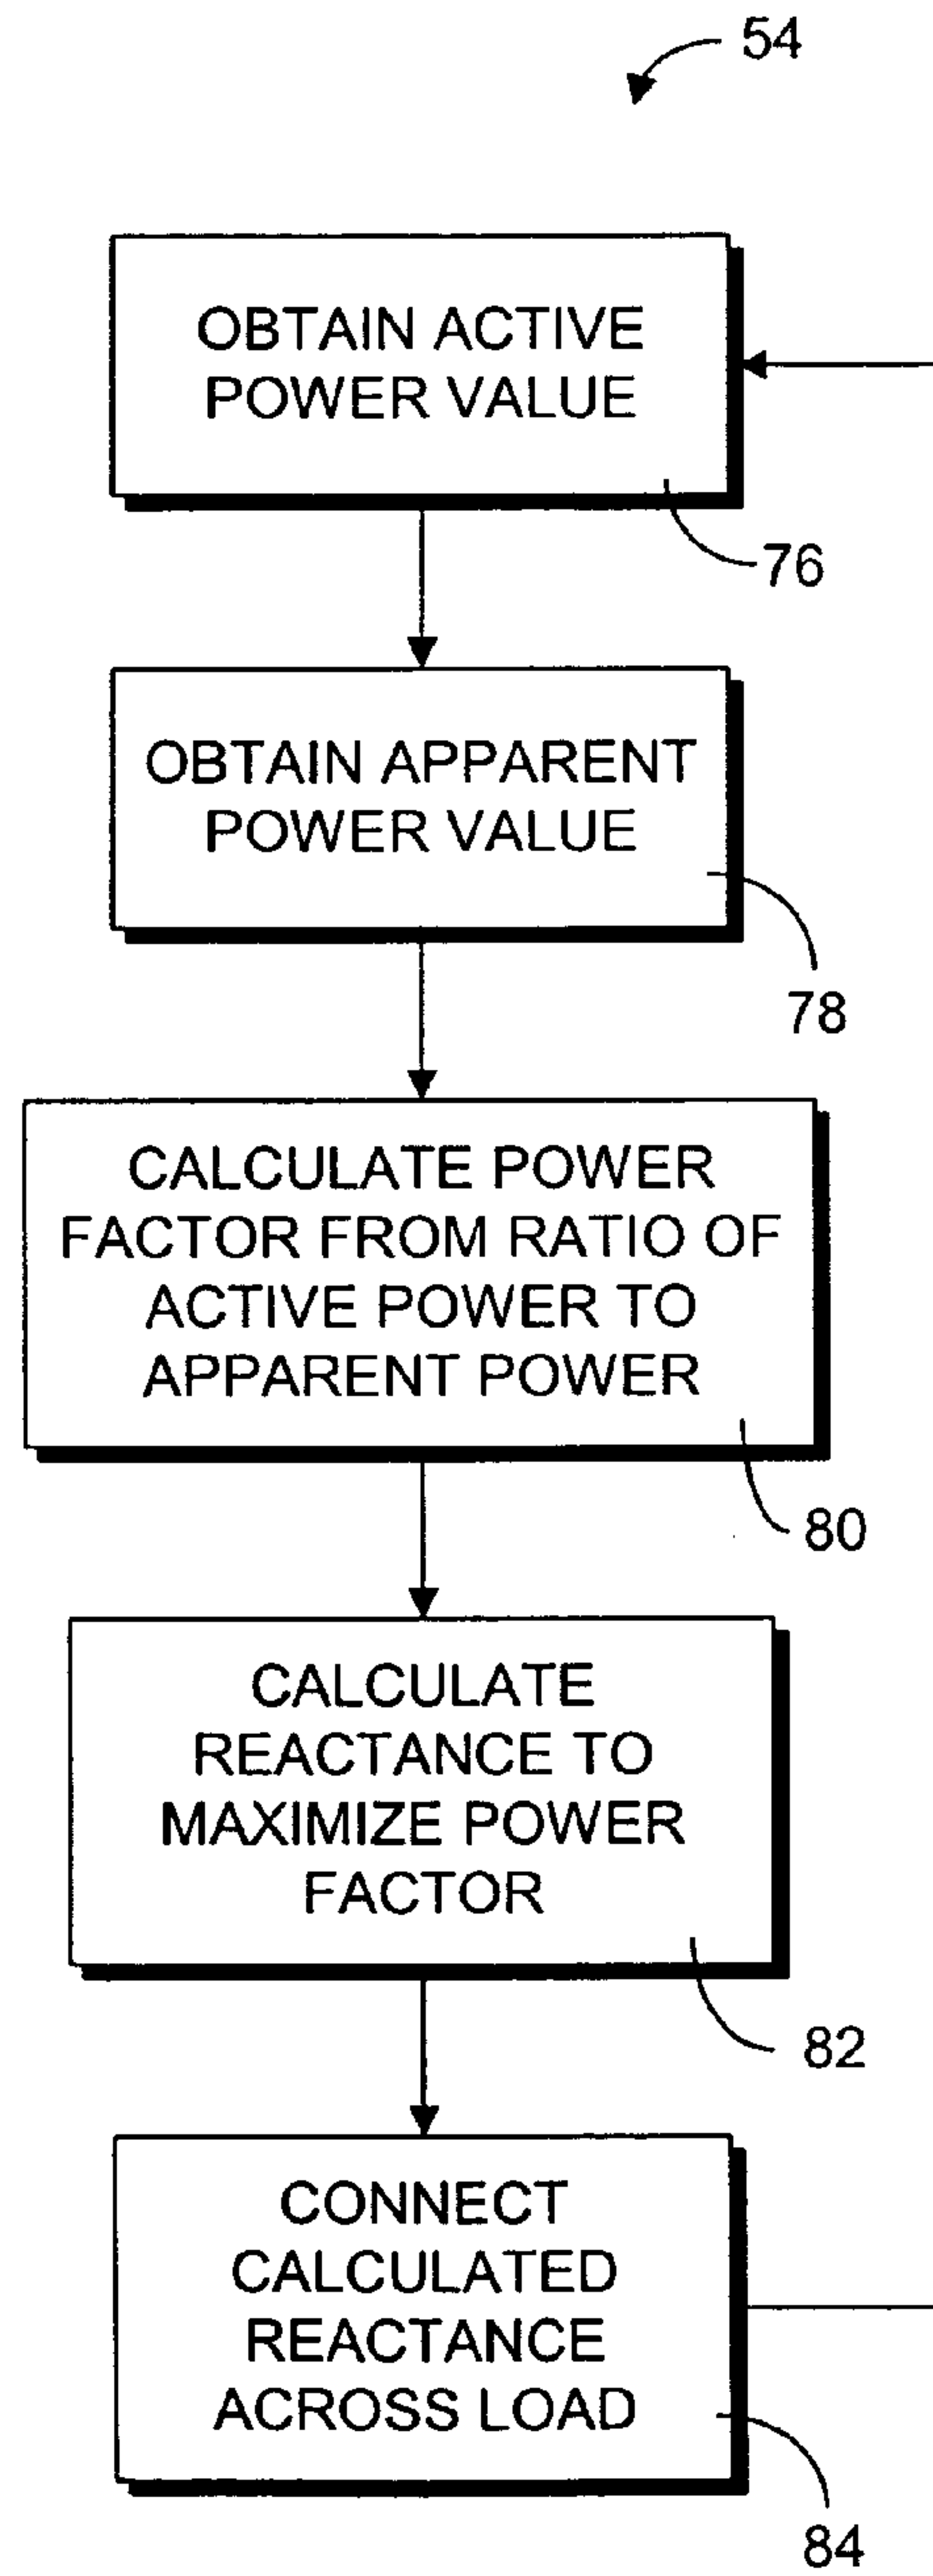 54
OBTAIN ACTIVE
POWER VALUE
76
OBTAIN APPARENT
POWER VALUE
78
CALCULATE POWER
FACTOR FROM RATIO OF
ACTIVE POWER TO
APPARENT POWER
80
CALCULATE
REACTANCE TO
MAXIMIZE POWER
FACTOR
82
CONNECT
CALCULATED
REACTANCE
ACROSS LOAD
84